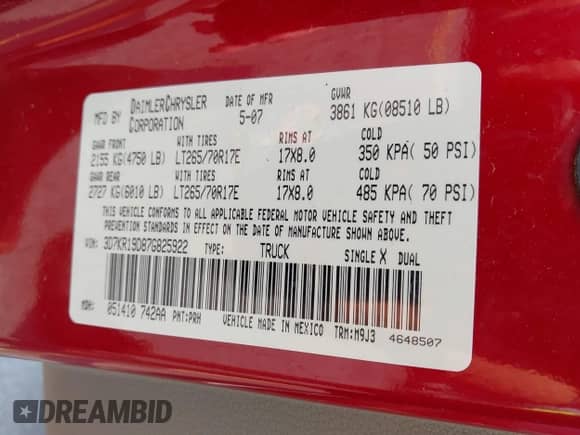 MFD BY DAIMLERCHRYSLER CORPORATION DATE OF MFR 5-07 GVWR 3861 KG(08510 LB)
GAWR FRONT WITH TIRES RIMS AT COLD
2155 KG(4750 LB) LT265/70R17E 17X8.0 350 KPA( 50 PSI)
GAWR REAR WITH TIRES RIMS AT COLD
2727 KG(6010 LB) LT265/70R17E 17X8.0 485 KPA( 70 PSI)
THIS VEHICLE CONFORMS TO ALL APPLICABLE FEDERAL MOTOR VEHICLE SAFETY AND THEFT
PREVENTION STANDARDS IN EFFECT ON THE DATE OF MANUFACTURE SHOWN ABOVE.
VIN: 3D7KR19D87G825922 TYPE: TRUCK SINGLE X DUAL
MDH: 051410 742AA PNT:PRH VEHICLE MADE IN MEXICO TRM:M9J3 4648507
DREAMBID